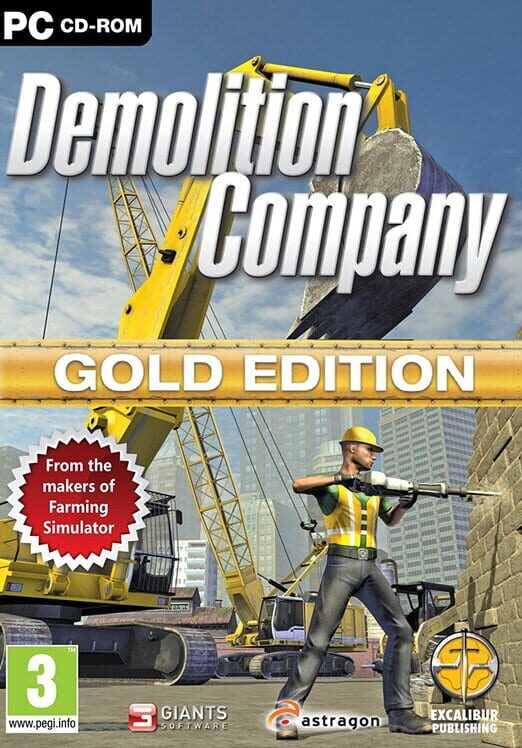 PC CD-ROM
Demolition
Company
GOLD EDITION
From the
makers of
Farming
Simulator
3
www.pegi.info
GIANTS
SOFTWARE
astragon
EXCALIBUR
PUBLISHING